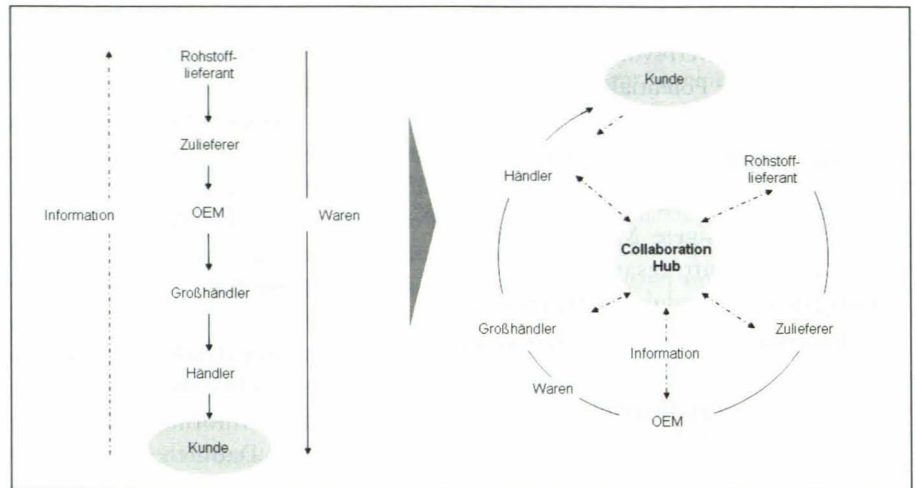 Rohstoff-
lieferant
Zulieferer
Information
OEM
Waren
Großhändler
Händler
Kunde
Kunde
Händler
Rohstoff-
lieferant
Collaboration
Hub
Großhändler
Zulieferer
Information
Waren
OEM